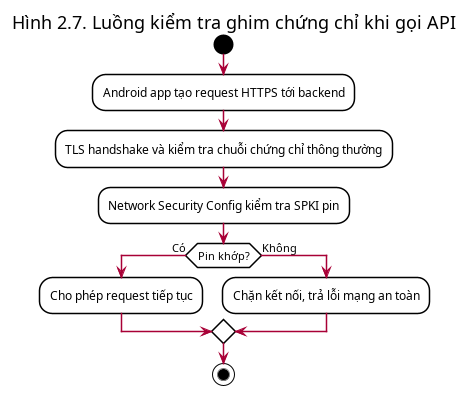 Hình 2.7. Luồng kiểm tra ghim chứng chỉ khi gọi API
Android app tạo request HTTPS tới backend
TLS handshake và kiểm tra chuỗi chứng chỉ thông thường
Network Security Config kiểm tra SPKI pin
Có
Pin khớp?
Không
Cho phép request tiếp tục
Chặn kết nối, trả lỗi mạng an toàn